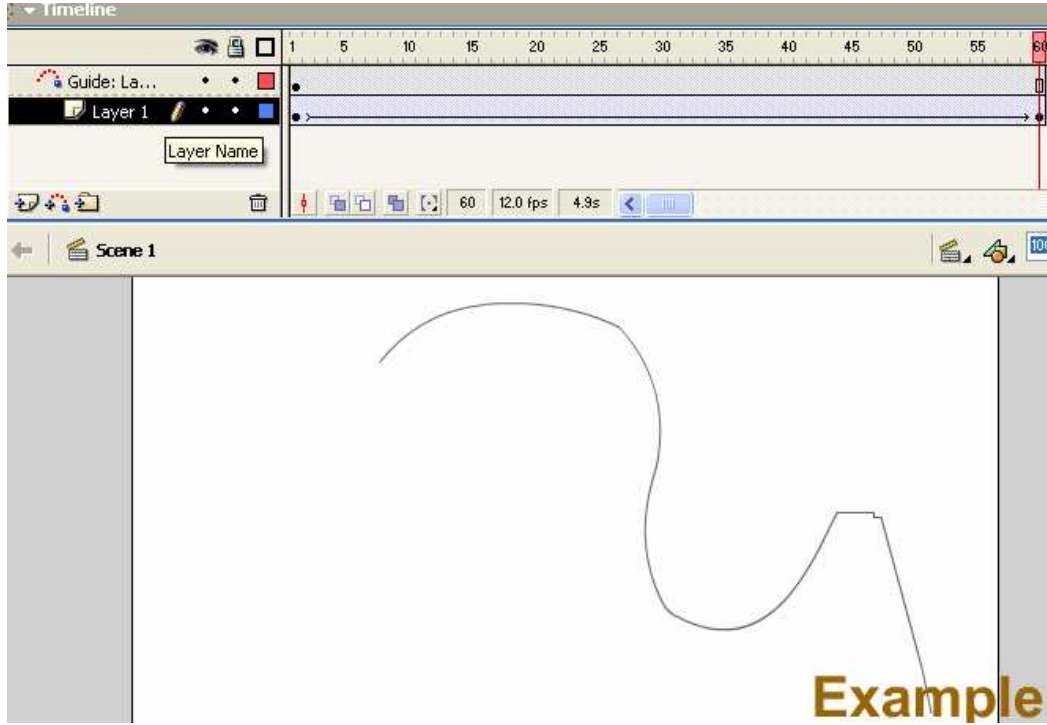 Timeline
1 5 10 15 20 25 30 35 40 45 50 55 60
Guide: La...
Layer 1
Layer Name
60 12.0 fps 4.9s
Scene 1
100
Example